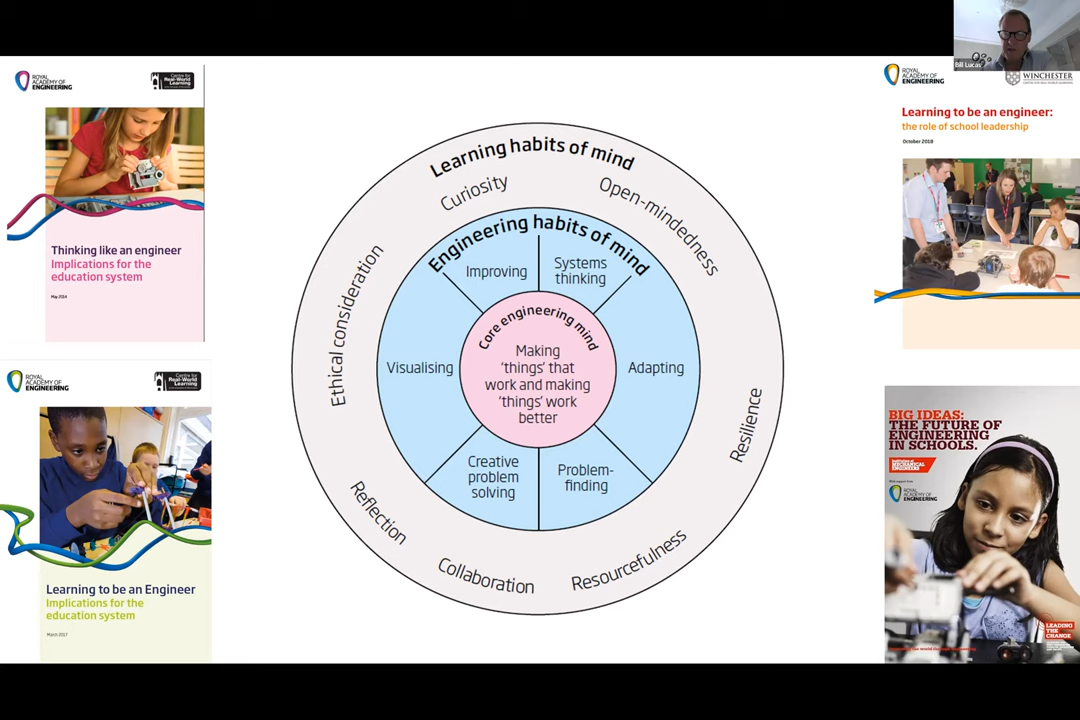 Bill Lucas
ROYAL
ACADEMY OF
ENGINEERING
Centre for
Real-World
Learning
Thinking like an engineer
Implications for the
education system
May 2014
ROYAL
ACADEMY OF
ENGINEERING
Centre for
Real-World
Learning
Learning to be an Engineer
Implications for the
education system
March 2017
Learning habits of mind
Curiosity
Open-mindedness
Resilience
Resourcefulness
Collaboration
Reflection
Ethical consideration
Engineering habits of mind
Improving
Systems
thinking
Adapting
Problem-
finding
Creative
problem
solving
Visualising
Core engineering mind
Making
‘things’ that
work and making
‘things’ work
better
ROYAL
ACADEMY OF
ENGINEERING
WINCHESTER
Learning to be an engineer:
the role of school leadership
October 2018
BIG IDEAS:
THE FUTURE OF
ENGINEERING
IN SCHOOLS.
Institution of
MECHANICAL
ENGINEERS
ROYAL
ACADEMY OF
ENGINEERING
LEADING
THE
CHANGE